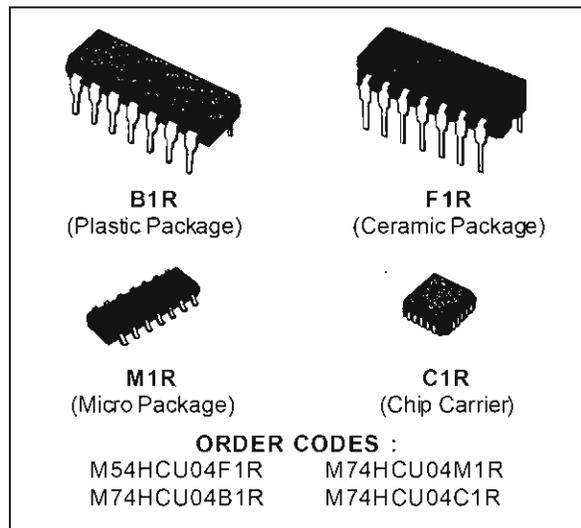 B1R
(Plastic Package)
F1R
(Ceramic Package)
M1R
(Micro Package)
C1R
(Chip Carrier)
ORDER CODES :
M54HCU04F1R M74HCU04M1R
M74HCU04B1R M74HCU04C1R